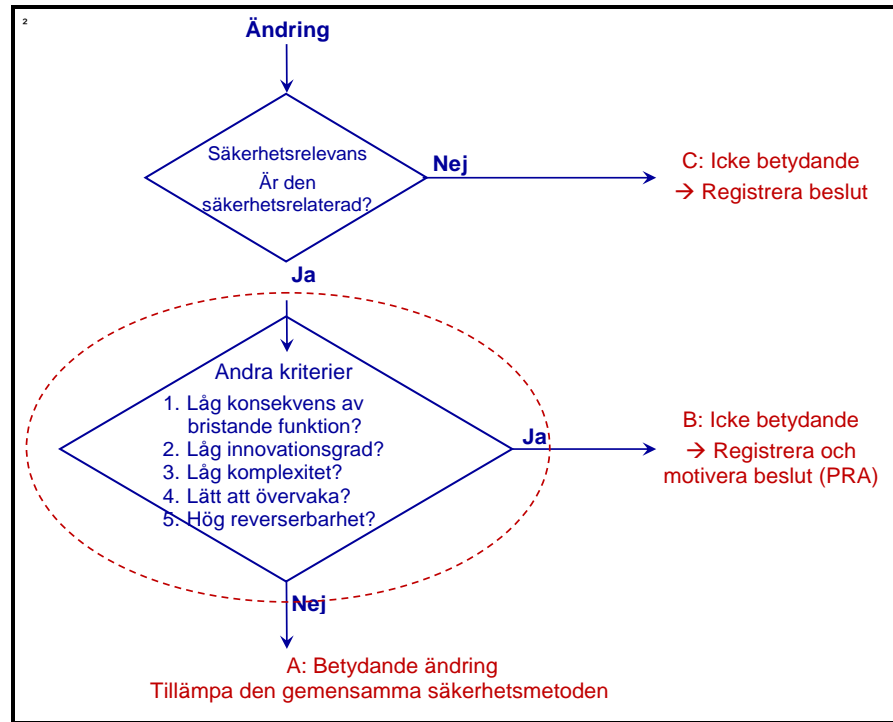 2
Ändring
Säkerhetsrelevans
Är den
säkerhetsrelaterad?
Nej
C: Icke betydande
→ Registrera beslut
Ja
Andra kriterier
1. Låg konsekvens av
bristande funktion?
2. Låg innovationsgrad?
3. Låg komplexitet?
4. Lätt att övervaka?
5. Hög reverserbarhet?
Ja
B: Icke betydande
→ Registrera och
motivera beslut (PRA)
Nej
A: Betydande ändring
Tillämpa den gemensamma säkerhetsmetoden